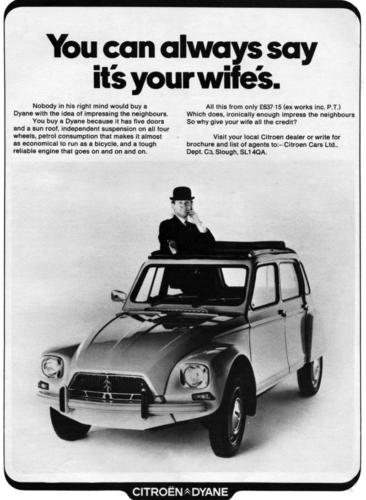 You can always say
it's your wife's.
Nobody in his right mind would buy a
Dyane with the idea of impressing the neighbours.
You buy a Dyane because it has five doors
and a sun roof, independent suspension on all four
wheels, petrol consumption that makes it almost
as economical to run as a bicycle, and a tough
reliable engine that goes on and on and on.
All this from only £637·15 (ex works inc. P.T.)
Which does, ironically enough, impress the neighbours
So why give your wife all the credit?
Visit your local Citroen dealer or write for
brochure and list of agents to:- Citroen Cars Ltd.,
Dept. C3, Slough, SL1 4QA.
CITROËN DYANE